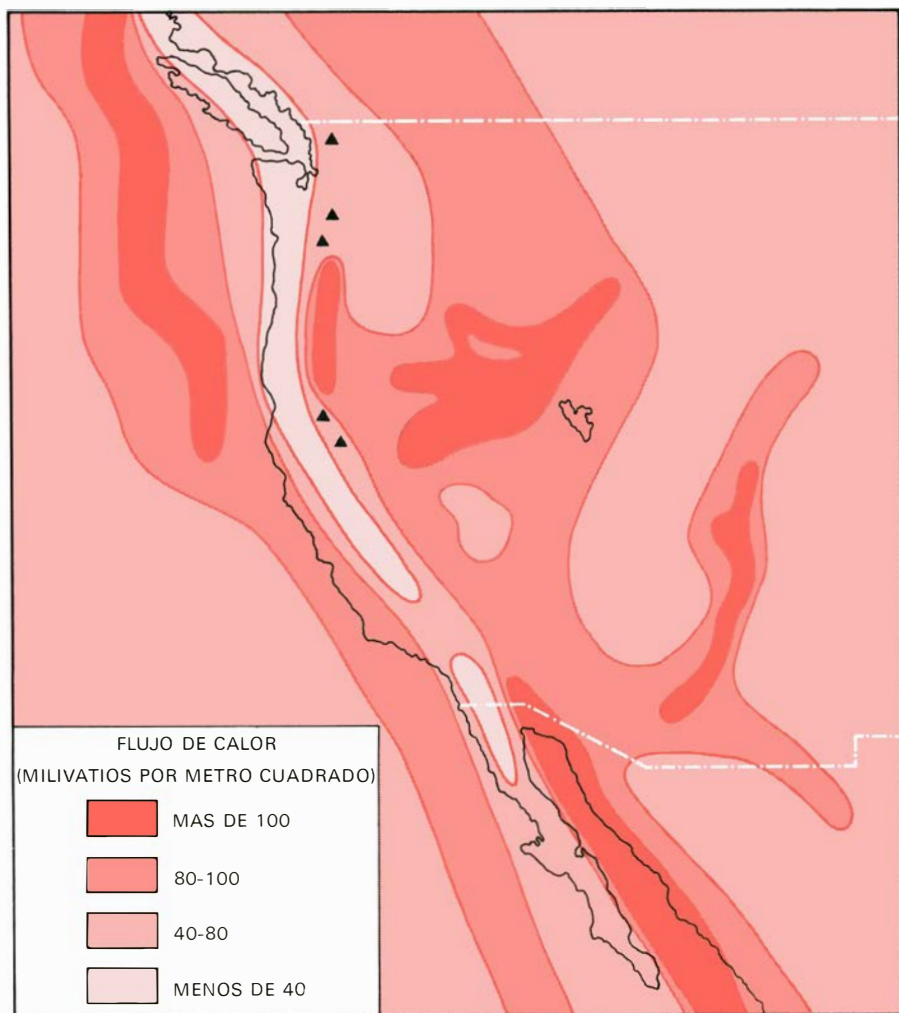 FLUJO DE CALOR
(MILIVATIOS POR METRO CUADRADO)
MAS DE 100
80-100
40-80
MENOS DE 40